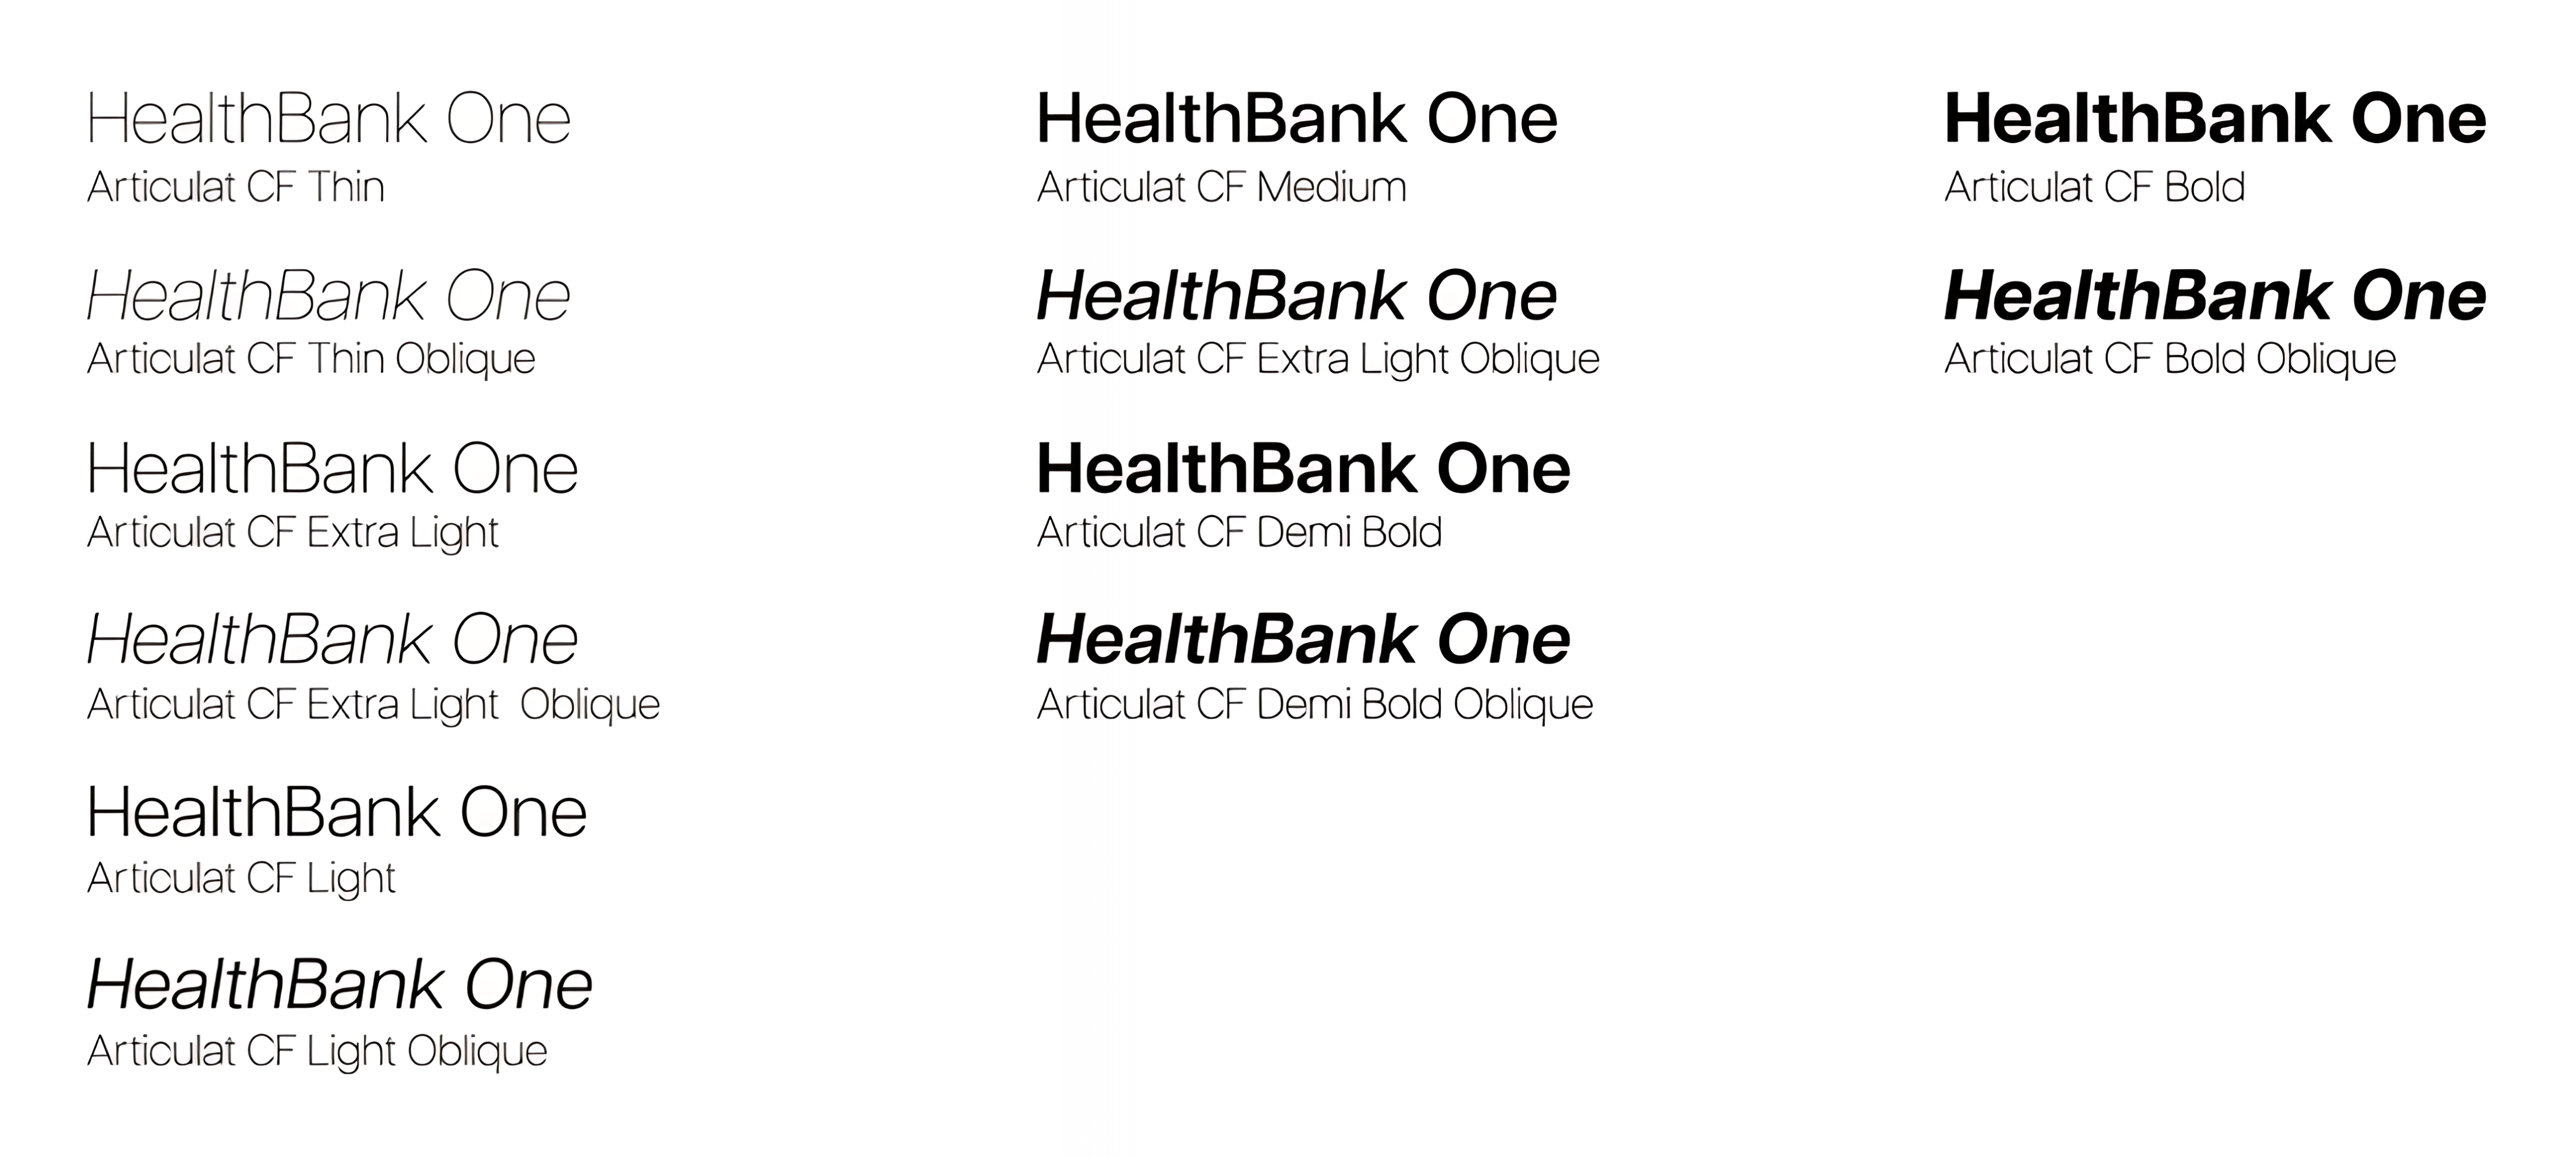 HealthBank One
Articulat CF Thin
HealthBank One
Articulat CF Thin Oblique
HealthBank One
Articulat CF Extra Light
HealthBank One
Articulat CF Extra Light  Oblique
HealthBank One
Articulat CF Light
HealthBank One
Articulat CF Light Oblique
HealthBank One
Articulat CF Medium
HealthBank One
Articulat CF Extra Light Oblique
HealthBank One
Articulat CF Demi Bold
HealthBank One
Articulat CF Demi Bold Oblique
HealthBank One
Articulat CF Bold
HealthBank One
Articulat CF Bold Oblique